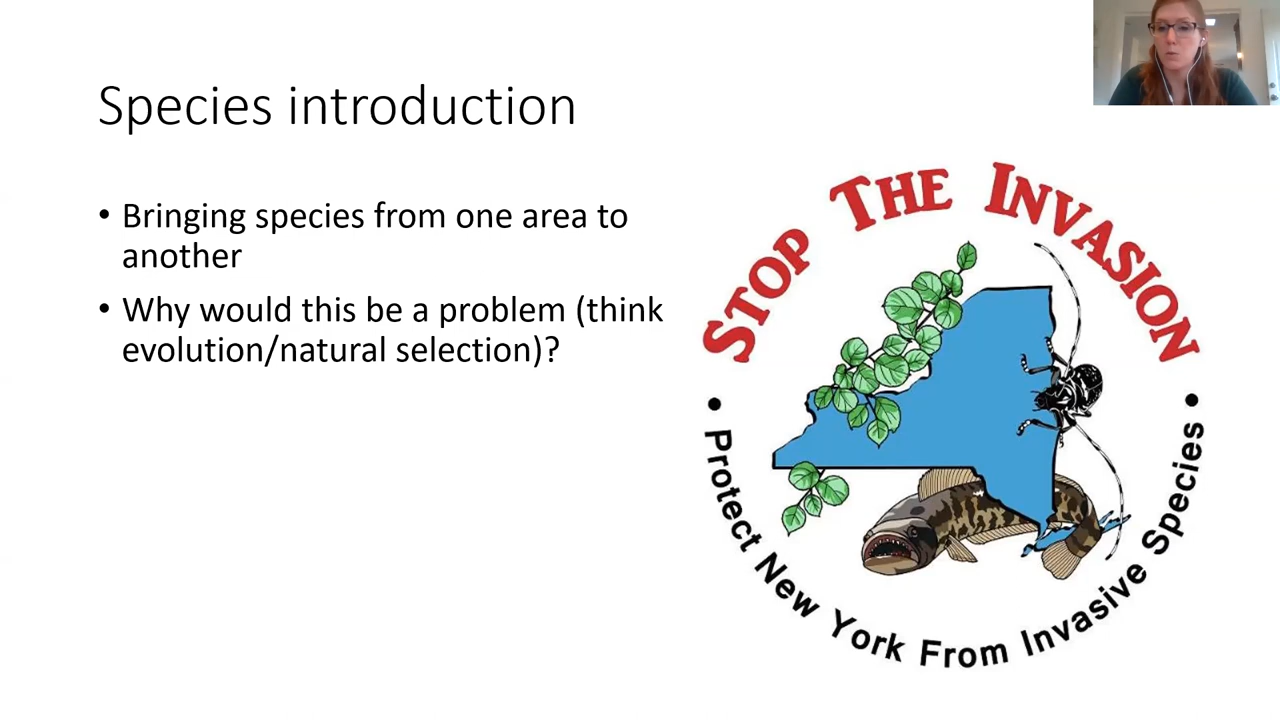 Species introduction
• Bringing species from one area to
another
• Why would this be a problem (think
evolution/natural selection)?
STOP THE INVASION
• Protect New York From Invasive Species •